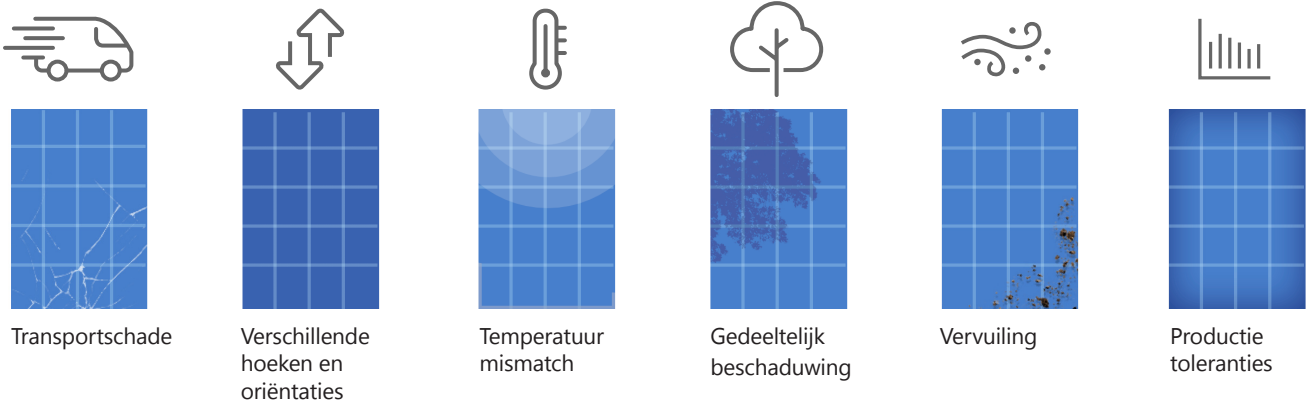 Transportschade
Verschillende
hoeken en
oriëntaties
Temperatuur
mismatch
Gedeeltelijk
beschaduwing
Vervuiling
Productie
toleranties